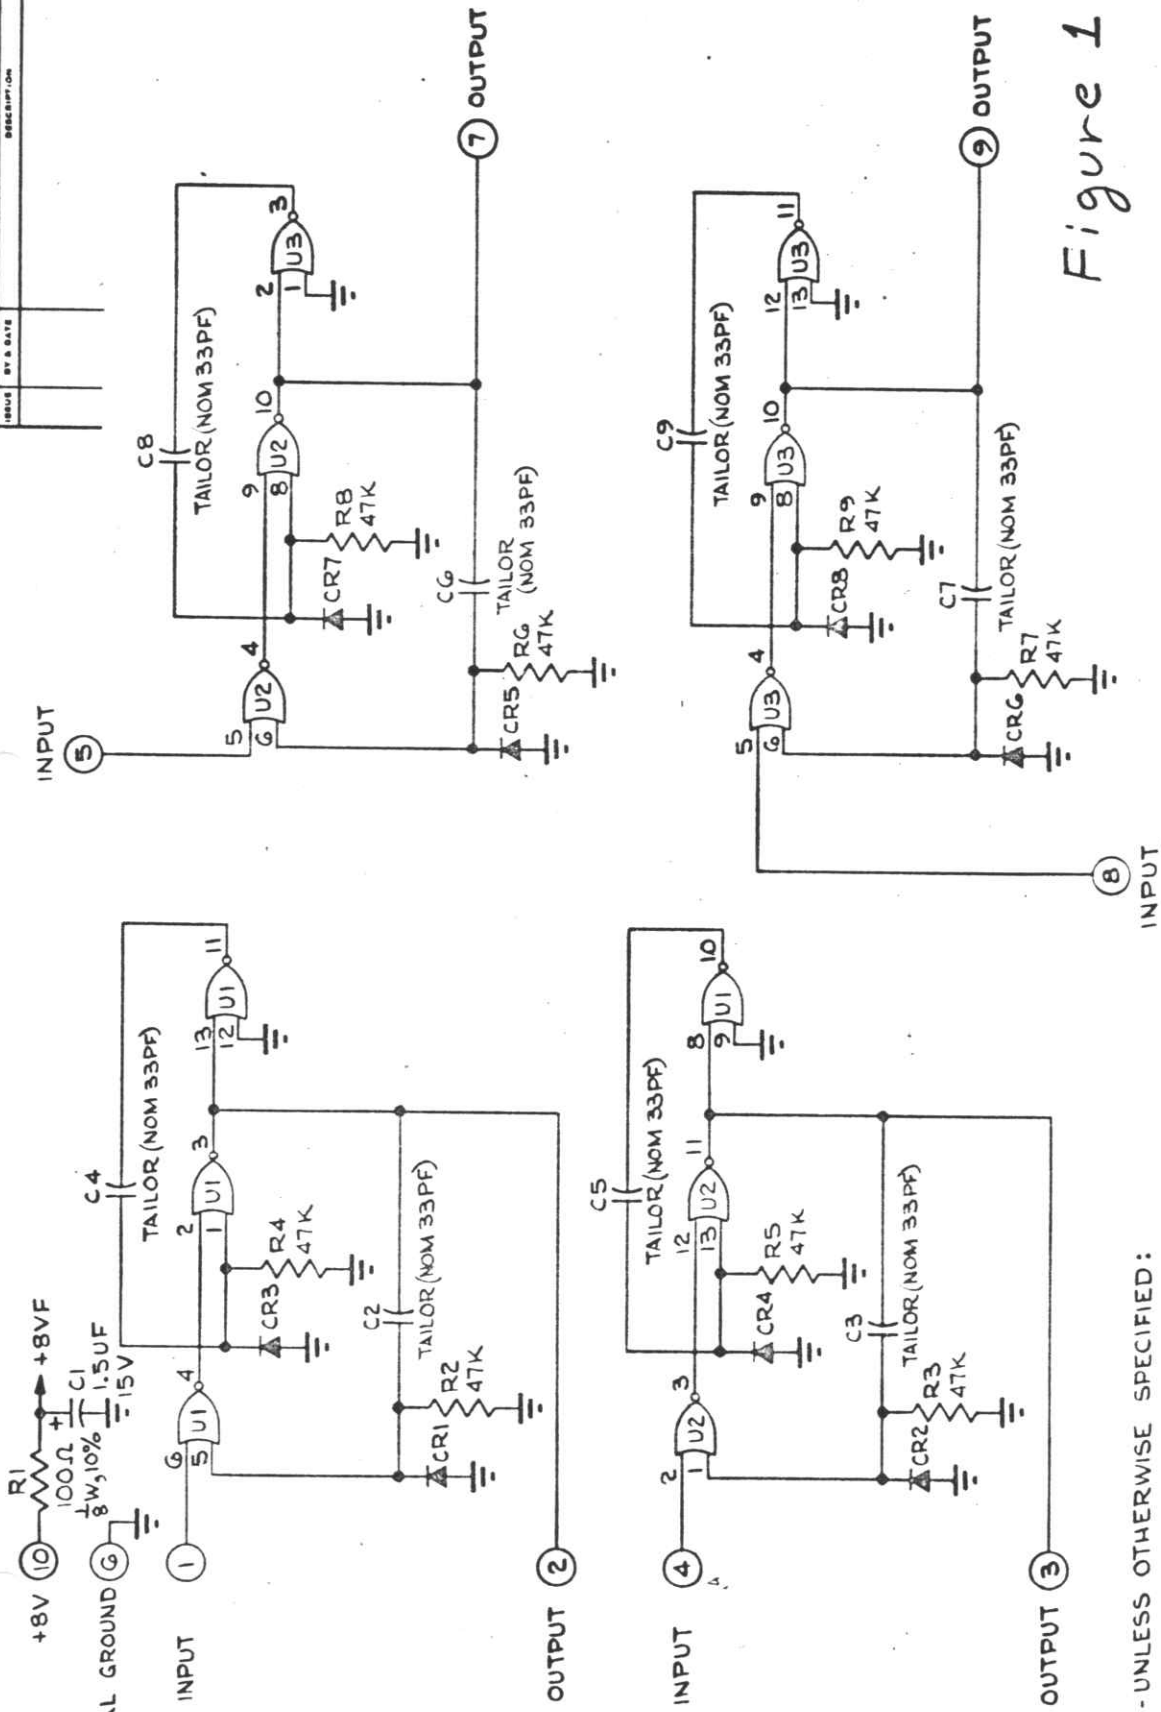 ISSUE BY & DATE DESCRIPTION
+8V 10
R1
100Ω
1/8 W, 10%
+8VF
+ C1
1.5UF
15V
AL GROUND 6
INPUT 1
6
5
U1
4
CR1
R2
47K
C2
TAILOR (NOM 33PF)
CR3
R4
47K
C4
TAILOR (NOM 33PF)
2
1
U1
3
13
12
U1
11
OUTPUT 2
INPUT 4
2
1
U2
3
CR2
R3
47K
C3
TAILOR (NOM 33PF)
CR4
R5
47K
C5
TAILOR (NOM 33PF)
12
13
U2
11
8
9
U1
10
OUTPUT 3
- UNLESS OTHERWISE SPECIFIED:
INPUT
5
5
6
U2
4
CR5
R6
47K
C6
TAILOR
(NOM 33PF)
CR7
R8
47K
C8
TAILOR (NOM 33PF)
9
8
U2
10
2
1
U3
3
7 OUTPUT
8
INPUT
5
6
U3
4
CR6
R7
47K
C7
TAILOR (NOM 33PF)
CR8
R9
47K
C9
TAILOR (NOM 33PF)
9
8
U3
10
12
13
U3
11
9 OUTPUT
Figure 1